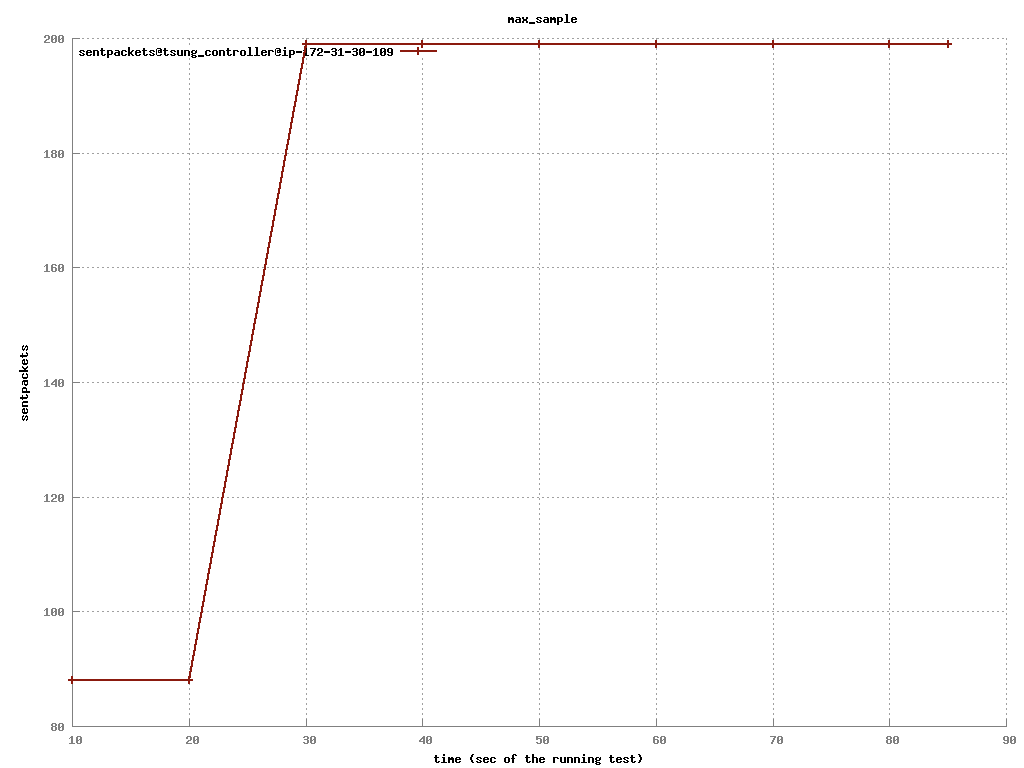 max_sample
200
sentpackets@tsung_controller@ip-172-31-30-109
180
160
140
120
100
80
sentpackets
10 20 30 40 50 60 70 80 90
time (sec of the running test)